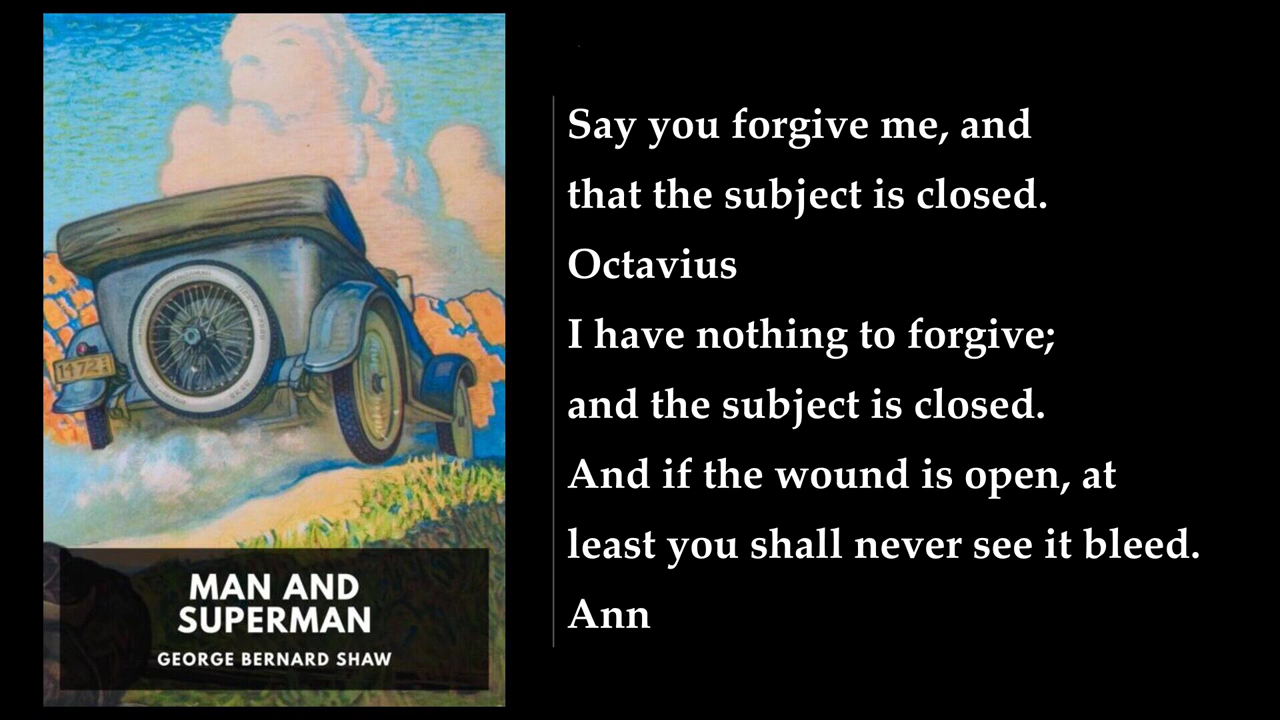 Say you forgive me, and
that the subject is closed.
Octavius
I have nothing to forgive;
and the subject is closed.
And if the wound is open, at
least you shall never see it bleed.
Ann
1472
MAN AND
SUPERMAN
GEORGE BERNARD SHAW